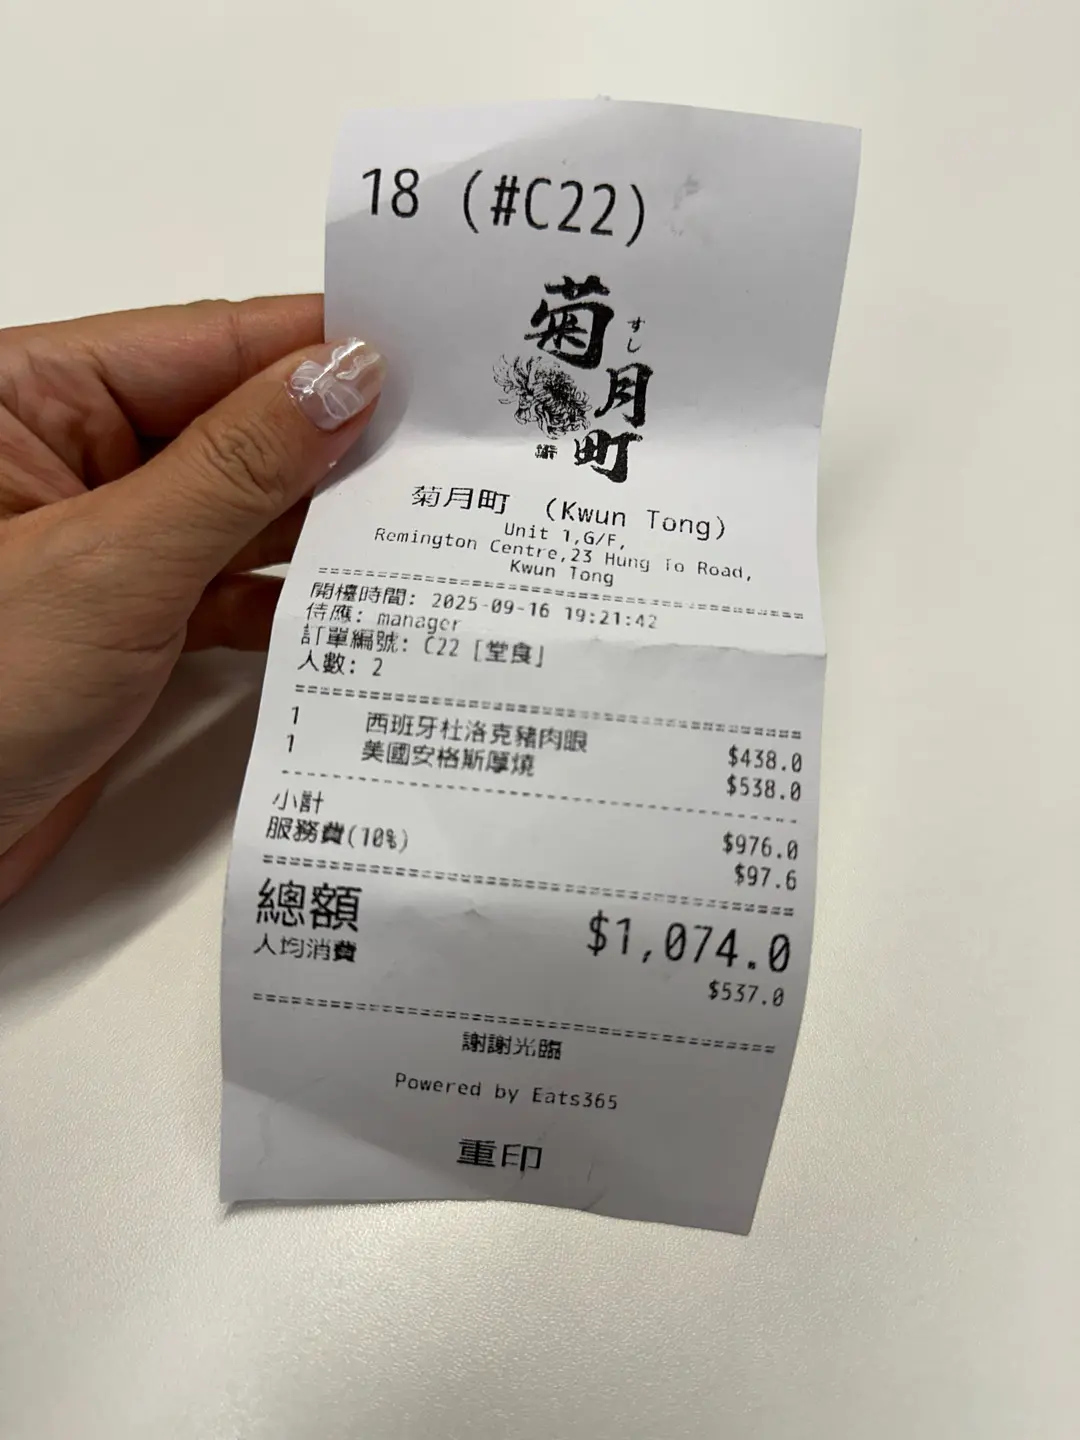 18 (#C22)
菊月町
すし
菊月町 (Kwun Tong)
Unit 1,G/F,
Remington Centre,23 Hung To Road,
Kwun Tong
開檯時間: 2025-09-16 19:21:42
侍應: manager
訂單編號: C22 [堂食]
人數: 2
1 西班牙杜洛克豬肉眼 $438.0
1 美國安格斯厚燒 $538.0
小計 $976.0
服務費(10%) $97.6
總額 $1,074.0
人均消費 $537.0
謝謝光臨
Powered by Eats365
重印